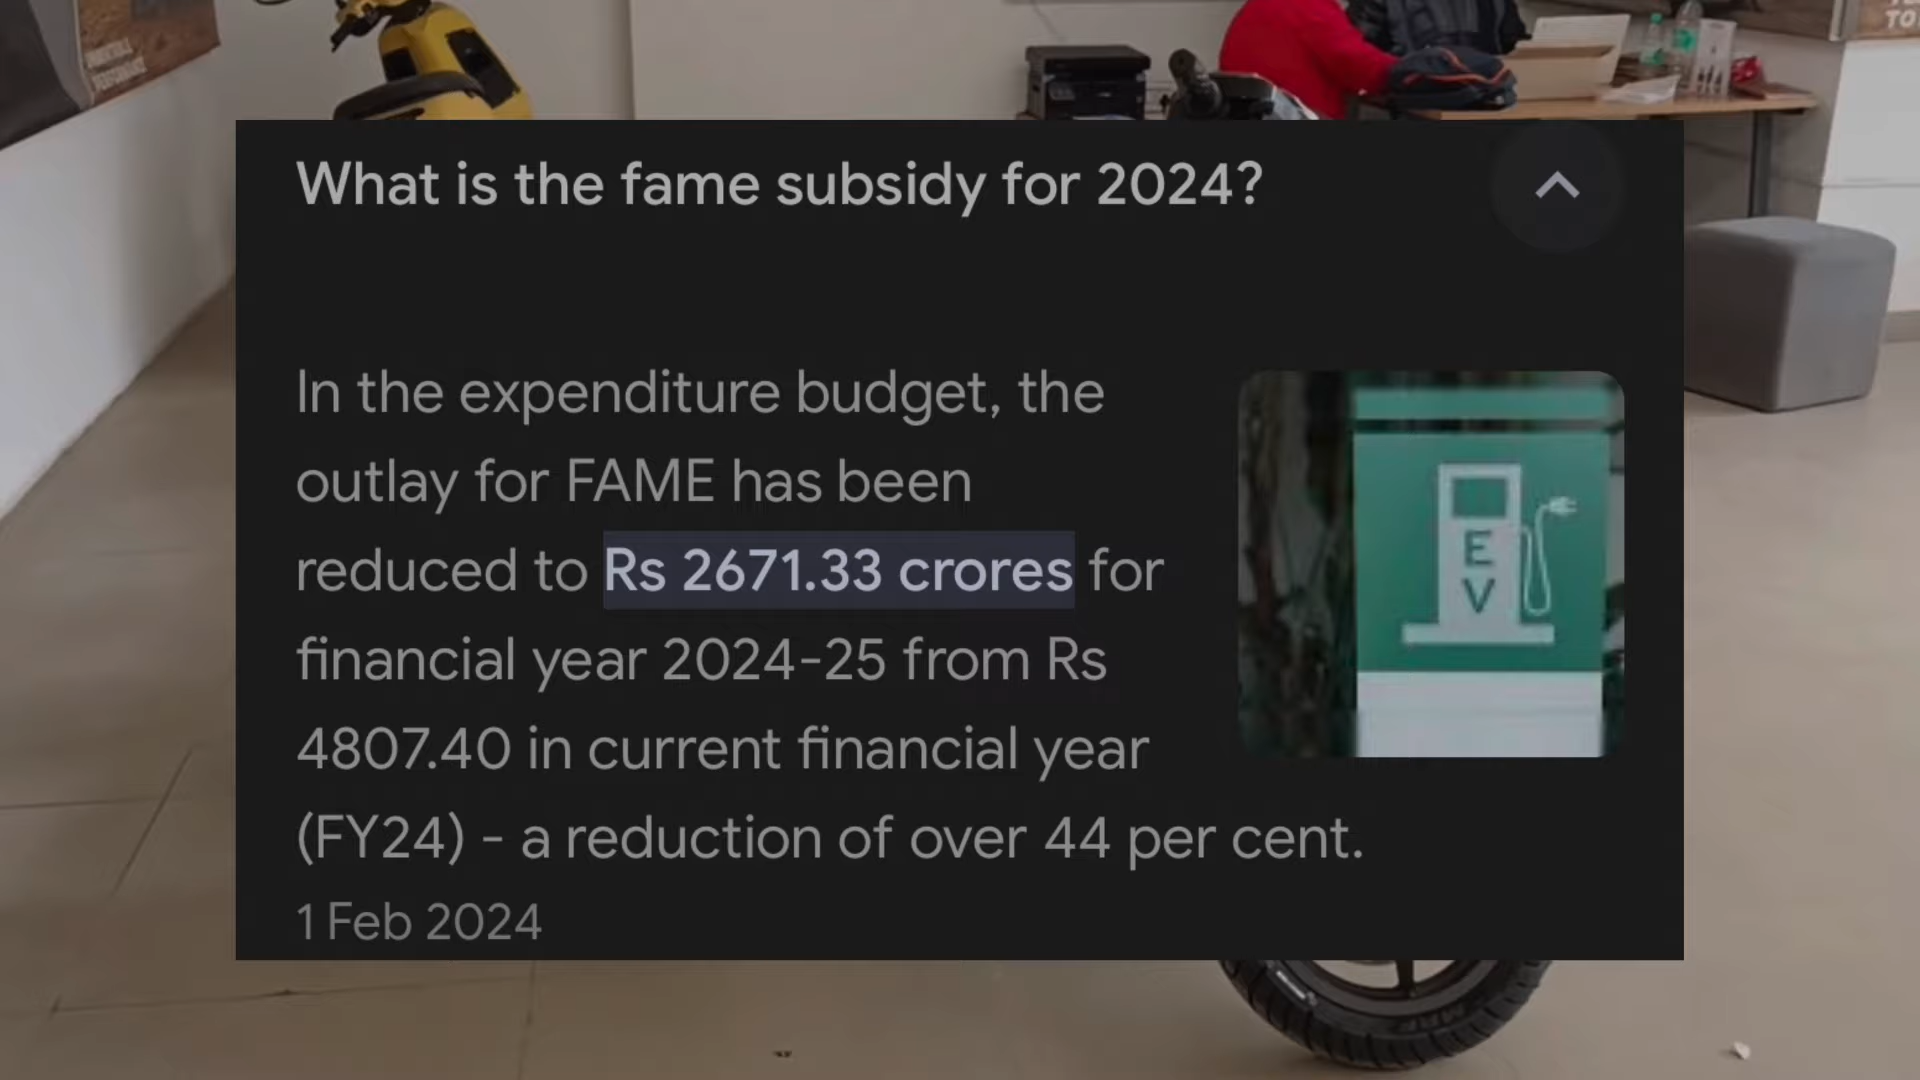 What is the fame subsidy for 2024?
In the expenditure budget, the
outlay for FAME has been
reduced to Rs 2671.33 crores for
financial year 2024-25 from Rs
4807.40 in current financial year
(FY24) - a reduction of over 44 per cent.
1 Feb 2024
E
V
MRF